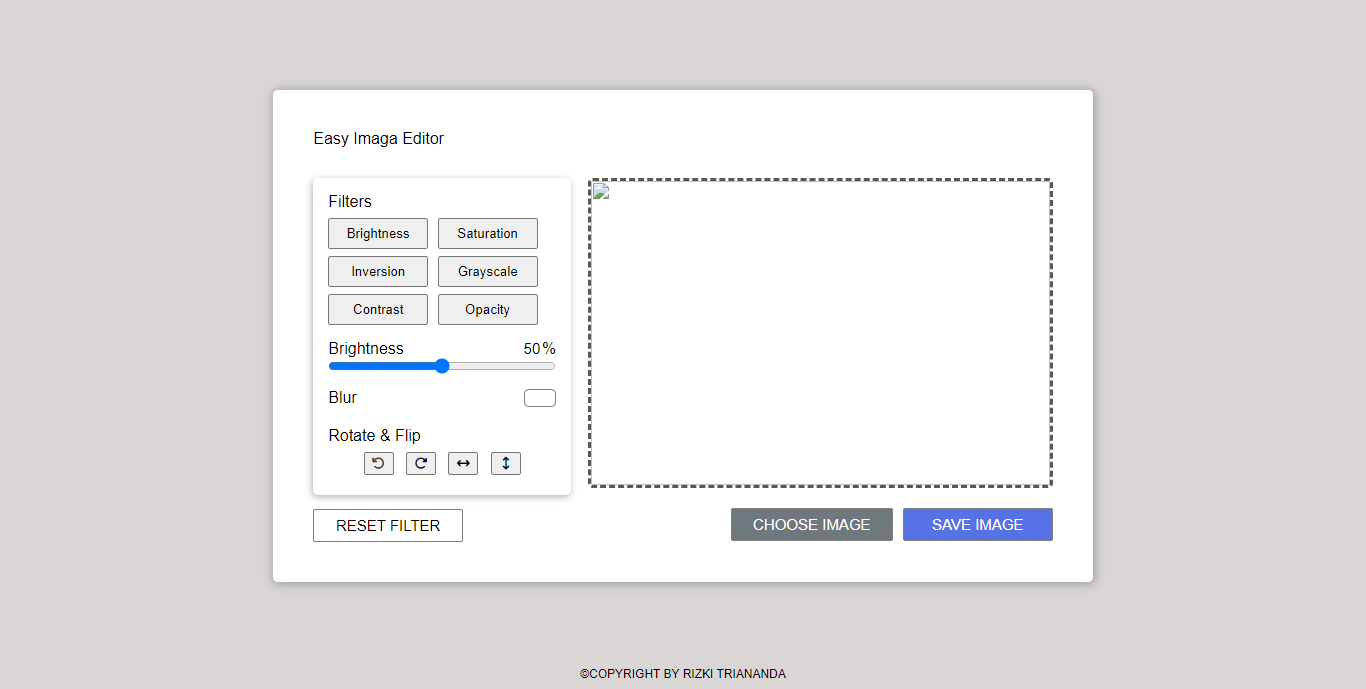 Easy Imaga Editor
Filters
Brightness Saturation
Inversion Grayscale
Contrast Opacity
Brightness 50%
Blur
Rotate & Flip
RESET FILTER CHOOSE IMAGE SAVE IMAGE
©COPYRIGHT BY RIZKI TRIANANDA